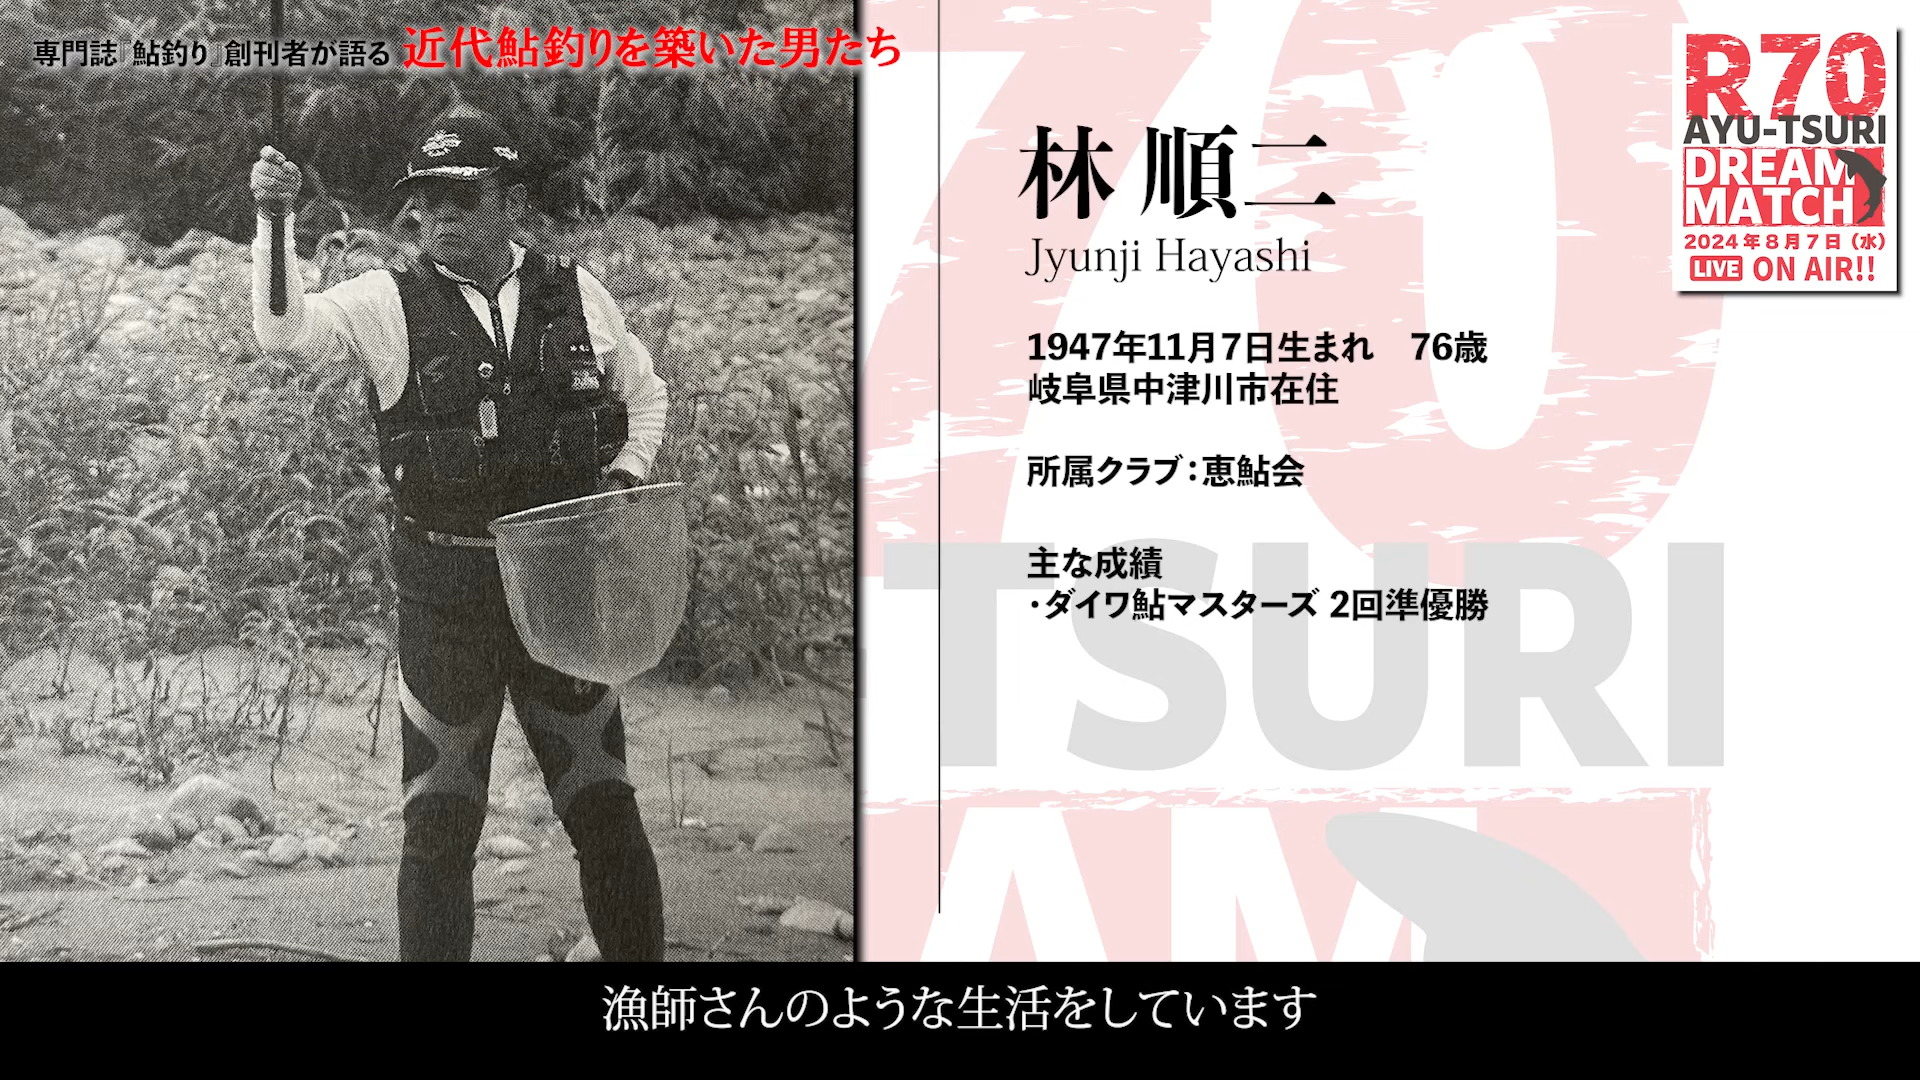 専門誌『鮎釣り』創刊者が語る 近代鮎釣りを築いた男たち
R70
AYU-TSURI
DREAM
MATCH
2024年8月7日（水）
LIVE ON AIR!!
林 順二
Jyunji Hayashi
1947年11月7日生まれ　76歳
岐阜県中津川市在住
所属クラブ：恵鮎会
主な成績
・ダイワ鮎マスターズ 2回準優勝
70
TSURI
AM
漁師さんのような生活をしています